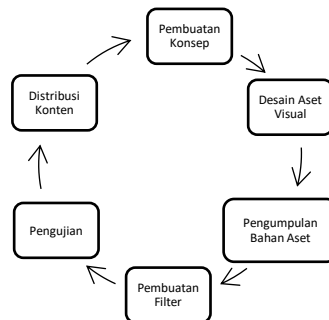 Pembuatan
Konsep
Desain Aset
Visual
Pengumpulan
Bahan Aset
Pembuatan
Filter
Pengujian
Distribusi
Konten